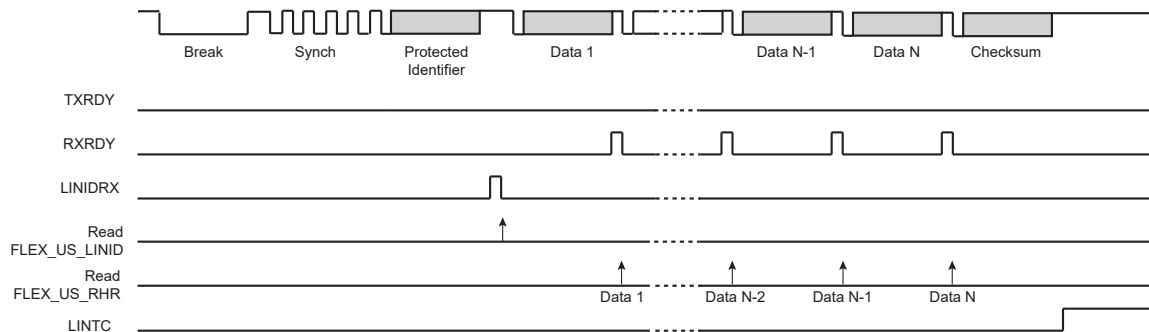 Break
Synch
Protected
Identifier
Data 1
Data N-1
Data N
Checksum
TXRDY
RXRDY
LINIDRX
Read
FLEX_US_LINID
Read
FLEX_US_RHR
Data 1
Data N-2
Data N-1
Data N
LINTC